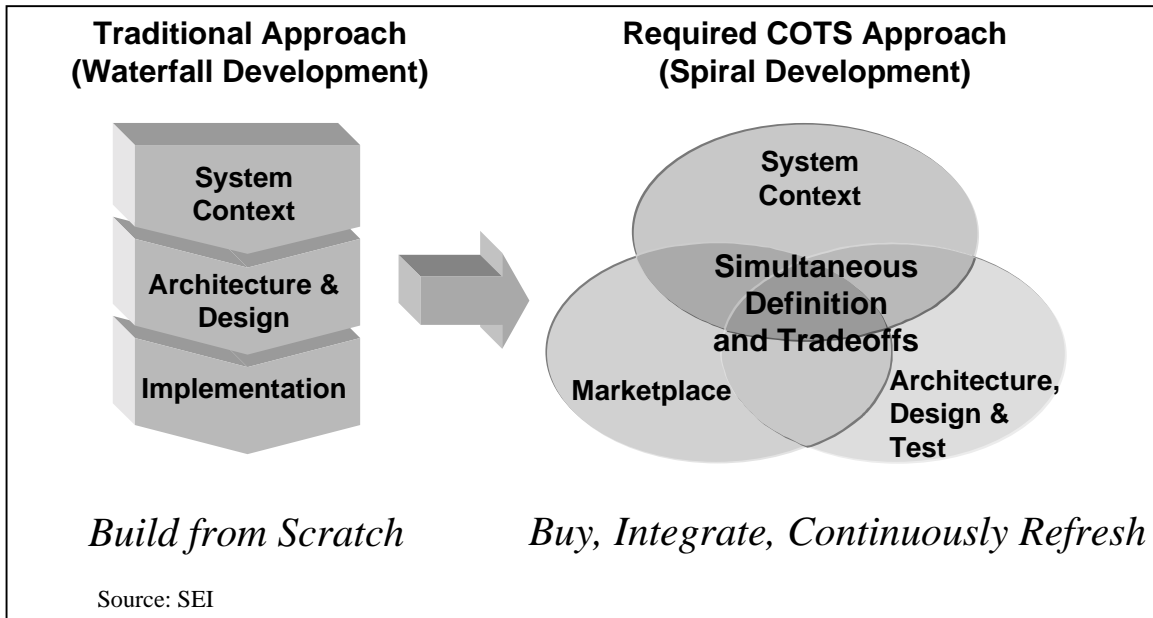 Traditional Approach
(Waterfall Development)
System
Context
Architecture &
Design
Implementation
Build from Scratch
Required COTS Approach
(Spiral Development)
System
Context
Simultaneous
Definition
and Tradeoffs
Marketplace
Architecture,
Design &
Test
Buy, Integrate, Continuously Refresh
Source: SEI